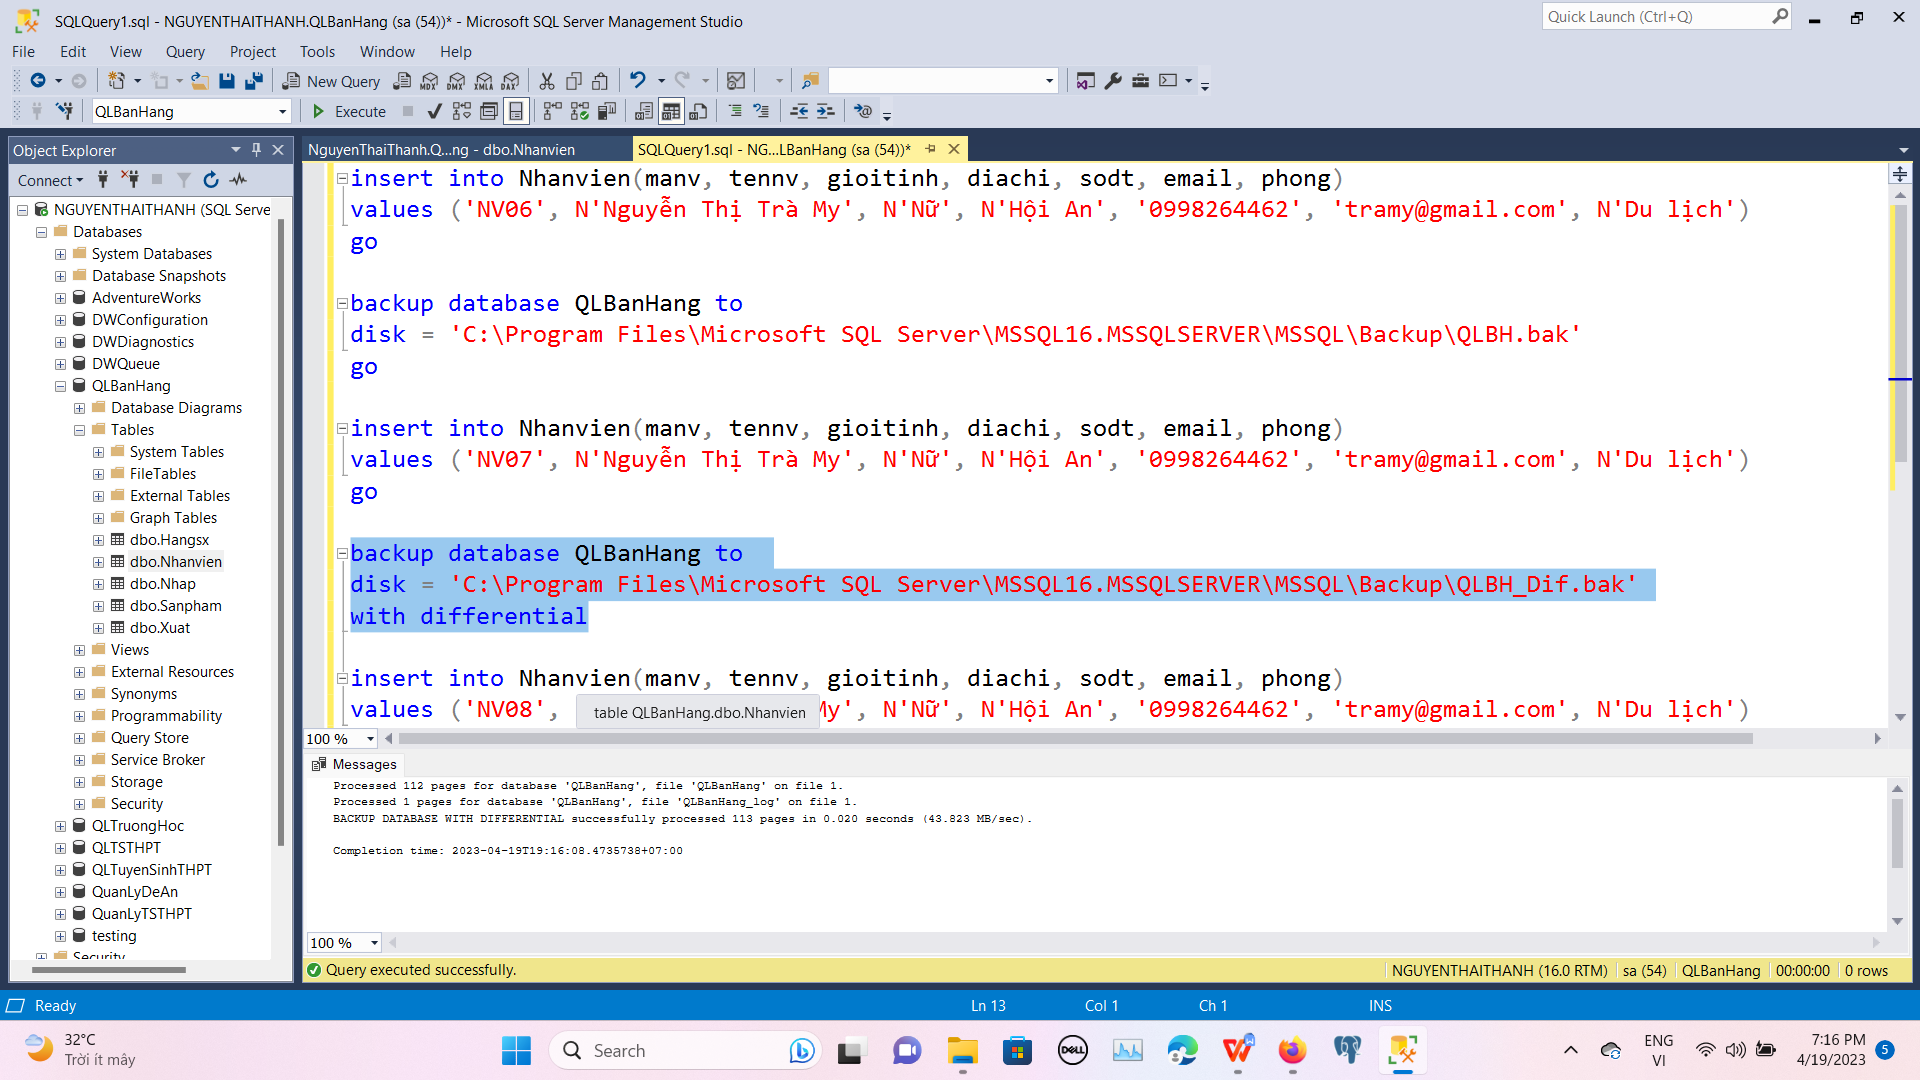 SQLQuery1.sql - NGUYENTHAITHANH.QLBanHang (sa (54))* - Microsoft SQL Server Management Studio
Quick Launch (Ctrl+Q)
File Edit View Query Project Tools Window Help
New Query
MDX DMX XMLA DAX
QLBanHang
Execute
Object Explorer
Connect
NGUYENTHAITHANH (SQL Serve
Databases
System Databases
Database Snapshots
AdventureWorks
DWConfiguration
DWDiagnostics
DWQueue
QLBanHang
Database Diagrams
Tables
System Tables
FileTables
External Tables
Graph Tables
dbo.Hangsx
dbo.Nhanvien
dbo.Nhap
dbo.Sanpham
dbo.Xuat
Views
External Resources
Synonyms
Programmability
Query Store
Service Broker
Storage
Security
QLTruongHoc
QLTSTHPT
QLTuyenSinhTHPT
QuanLyDeAn
QuanLyTSTHPT
testing
Security
NguyenThaiThanh.Q...ng - dbo.Nhanvien
SQLQuery1.sql - NG...LBanHang (sa (54))*
insert into Nhanvien(manv, tennv, gioitinh, diachi, sodt, email, phong)
values ('NV06', N'Nguyễn Thị Trà My', N'Nữ', N'Hội An', '0998264462', 'tramy@gmail.com', N'Du lịch')
go
backup database QLBanHang to
disk = 'C:\Program Files\Microsoft SQL Server\MSSQL16.MSSQLSERVER\MSSQL\Backup\QLBH.bak'
go
insert into Nhanvien(manv, tennv, gioitinh, diachi, sodt, email, phong)
values ('NV07', N'Nguyễn Thị Trà My', N'Nữ', N'Hội An', '0998264462', 'tramy@gmail.com', N'Du lịch')
go
backup database QLBanHang to
disk = 'C:\Program Files\Microsoft SQL Server\MSSQL16.MSSQLSERVER\MSSQL\Backup\QLBH_Dif.bak'
with differential
insert into Nhanvien(manv, tennv, gioitinh, diachi, sodt, email, phong)
values ('NV08', My', N'Nữ', N'Hội An', '0998264462', 'tramy@gmail.com', N'Du lịch')
table QLBanHang.dbo.Nhanvien
100 %
Messages
Processed 112 pages for database 'QLBanHang', file 'QLBanHang' on file 1.
Processed 1 pages for database 'QLBanHang', file 'QLBanHang_log' on file 1.
BACKUP DATABASE WITH DIFFERENTIAL successfully processed 113 pages in 0.020 seconds (43.823 MB/sec).
Completion time: 2023-04-19T19:16:08.4735738+07:00
100 %
Query executed successfully.
NGUYENTHAITHANH (16.0 RTM) sa (54) QLBanHang 00:00:00 0 rows
Ready
Ln 13 Col 1 Ch 1 INS
32°C
Trời ít mây
Search
DELL
ENG
VI
7:16 PM
4/19/2023
5